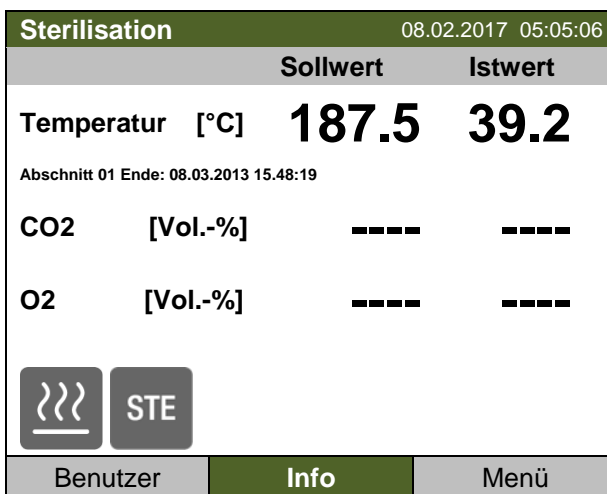 Sterilisation 08.02.2017 05:05:06
Sollwert Istwert
Temperatur [°C] 187.5 39.2
Abschnitt 01 Ende: 08.03.2013 15.48:19
CO2 [Vol.-%] ---- ----
O2 [Vol.-%] ---- ----
STE
Benutzer Info Menü